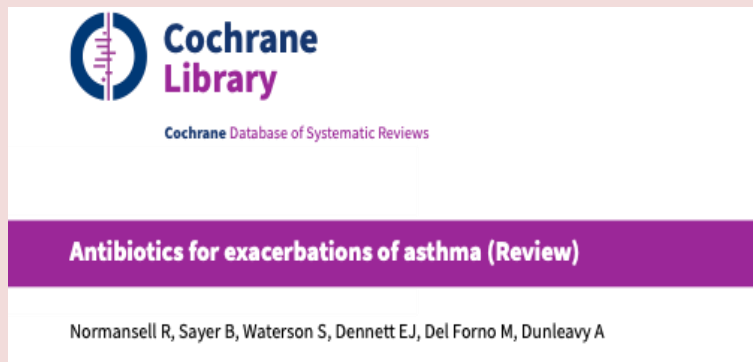 Cochrane
Library
Cochrane Database of Systematic Reviews
Antibiotics for exacerbations of asthma (Review)
Normansell R, Sayer B, Waterson S, Dennett EJ, Del Forno M, Dunleavy A